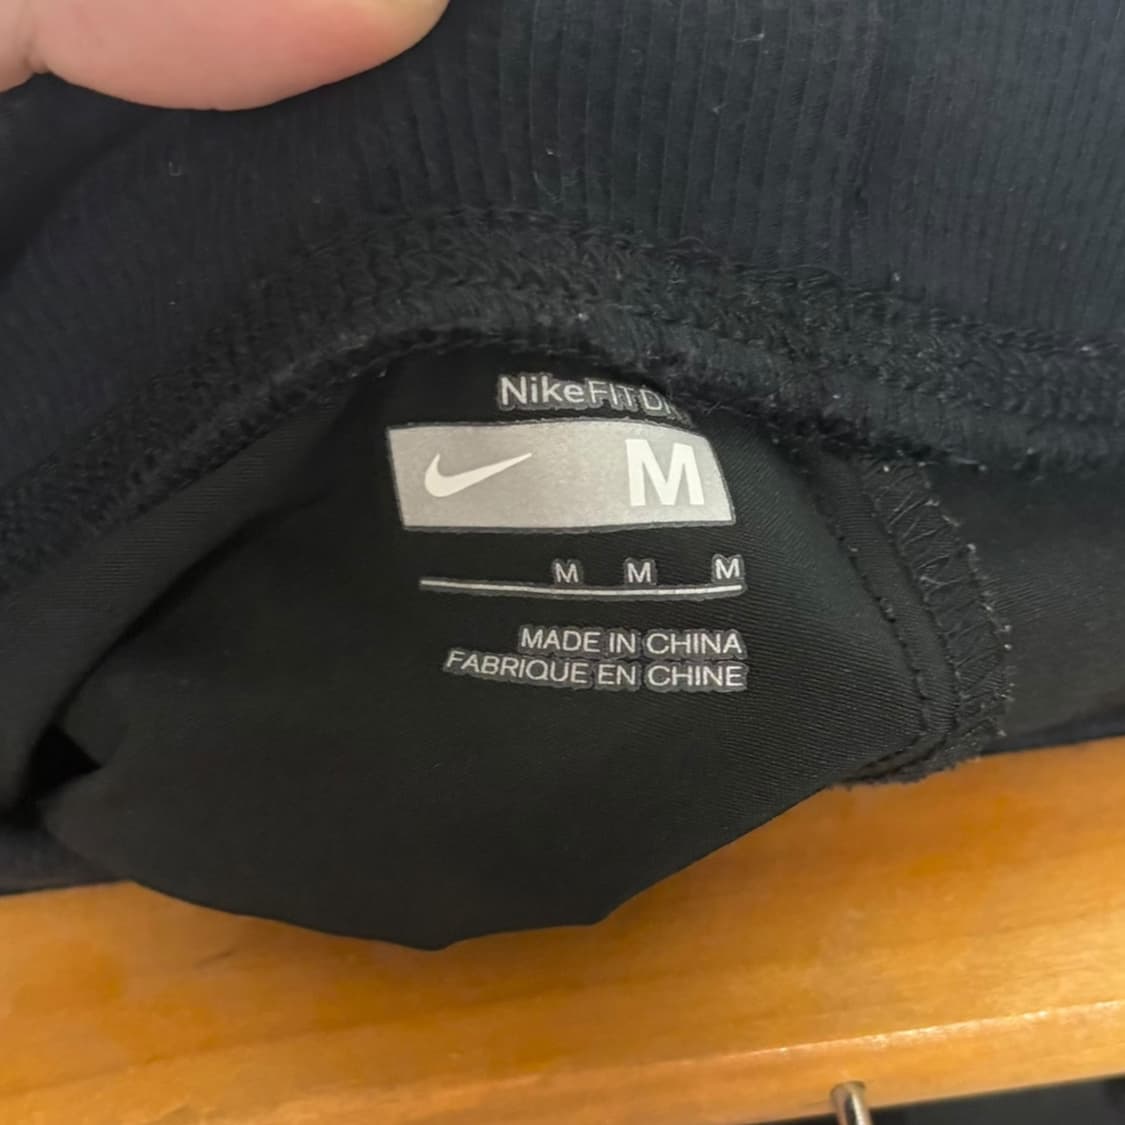 NikeFIT
M
M M M
MADE IN CHINA
FABRIQUE EN CHINE